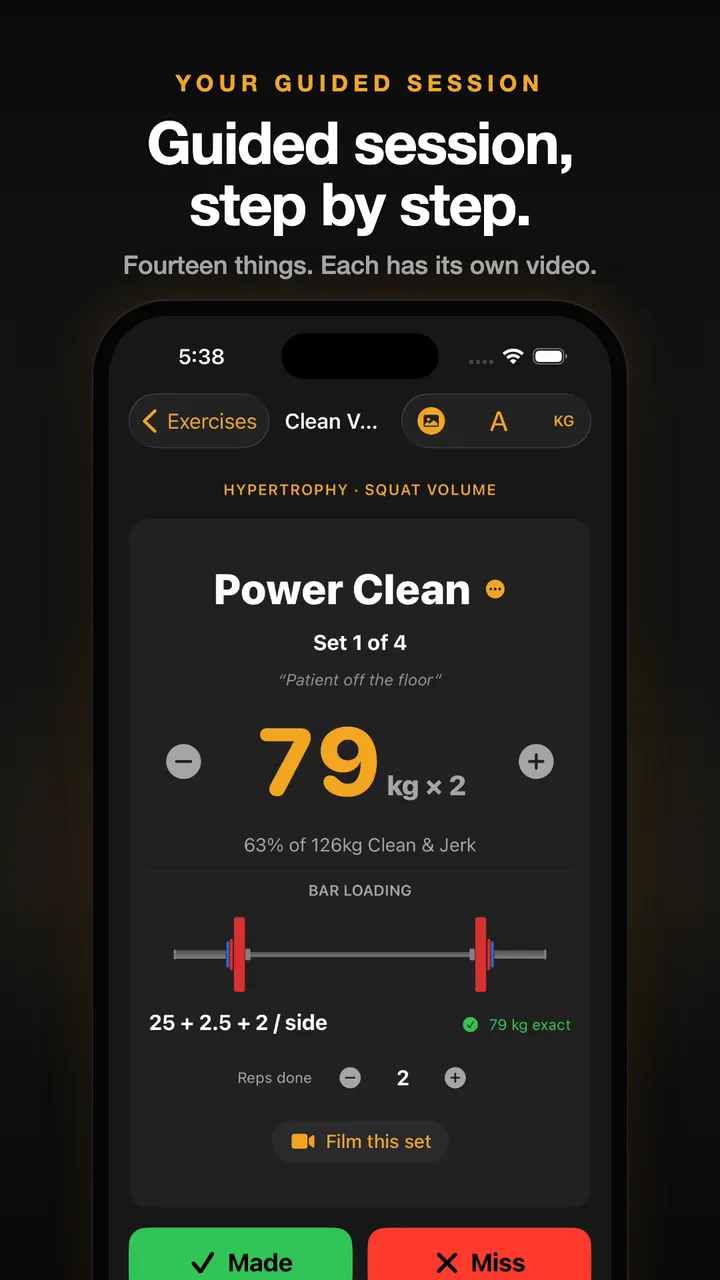 YOUR GUIDED SESSION
Guided session,
step by step.
Fourteen things. Each has its own video.
5:38
Exercises
Clean V...
A
KG
HYPERTROPHY · SQUAT VOLUME
Power Clean
Set 1 of 4
“Patient off the floor”
79 kg × 2
63% of 126kg Clean & Jerk
BAR LOADING
25 + 2.5 + 2 / side
79 kg exact
Reps done
2
Film this set
Made
Miss